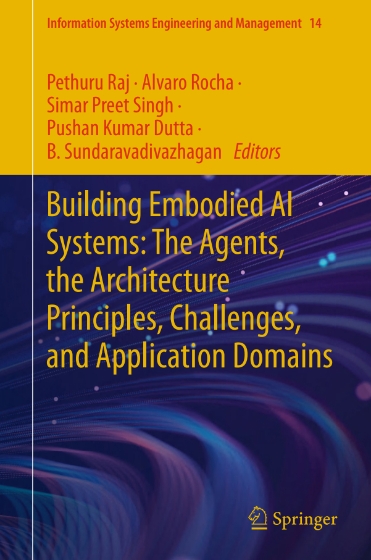 Information Systems Engineering and Management 14
Pethuru Raj · Alvaro Rocha ·
Simar Preet Singh ·
Pushan Kumar Dutta ·
B. Sundaravadivazhagan Editors
Building Embodied AI
Systems: The Agents,
the Architecture
Principles, Challenges,
and Application Domains
Springer